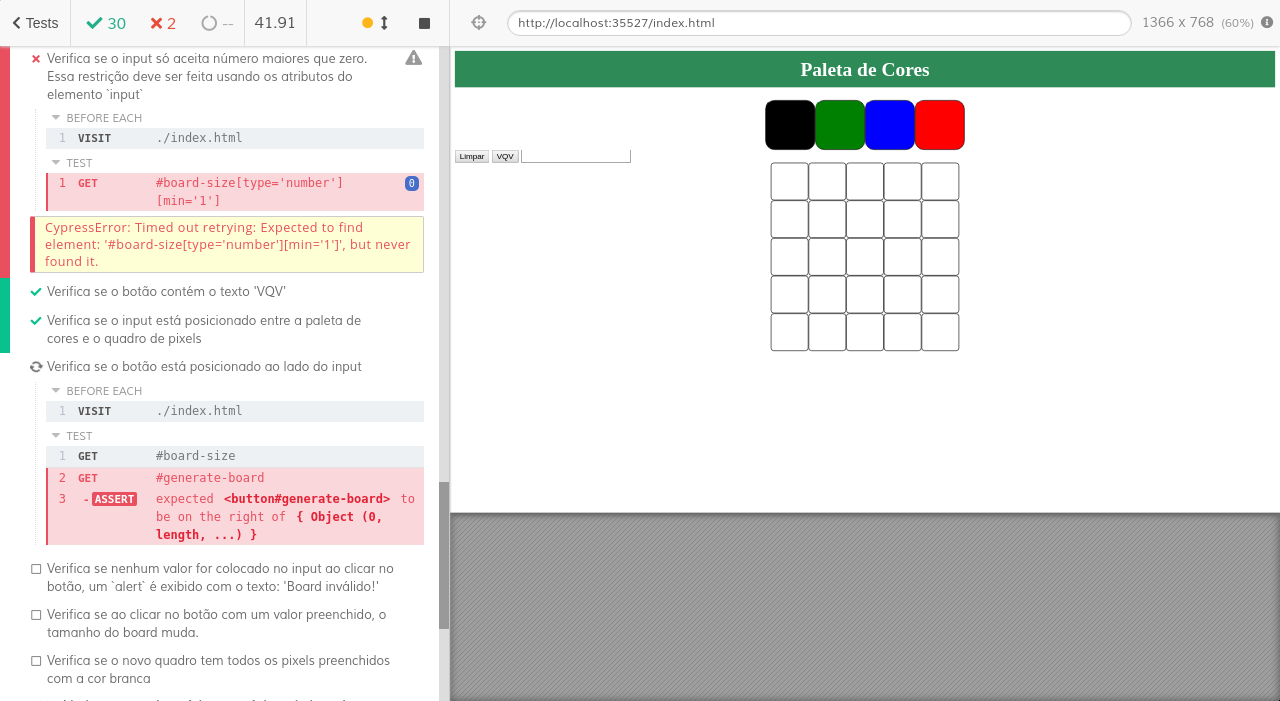 Tests
30
2
--
41.91
http://localhost:35527/index.html
1366 x 768 (60%)
Verifica se o input só aceita número maiores que zero.
Essa restrição deve ser feita usando os atributos do
elemento `input`
BEFORE EACH
1 VISIT ./index.html
TEST
1 GET #board-size[type='number']
[min='1']
0
CypressError: Timed out retrying: Expected to find
element: '#board-size[type='number'][min='1']', but never
found it.
Verifica se o botão contém o texto 'VQV'
Verifica se o input está posicionado entre a paleta de
cores e o quadro de pixels
Verifica se o botão está posicionado ao lado do input
BEFORE EACH
1 VISIT ./index.html
TEST
1 GET #board-size
2 GET #generate-board
3 -ASSERT expected <button#generate-board> to
be on the right of { Object (0,
length, ...) }
Verifica se nenhum valor for colocado no input ao clicar no
botão, um `alert` é exibido com o texto: 'Board inválido!'
Verifica se ao clicar no botão com um valor preenchido, o
tamanho do board muda.
Verifica se o novo quadro tem todos os pixels preenchidos
com a cor branca
Paleta de Cores
Limpar
VQV